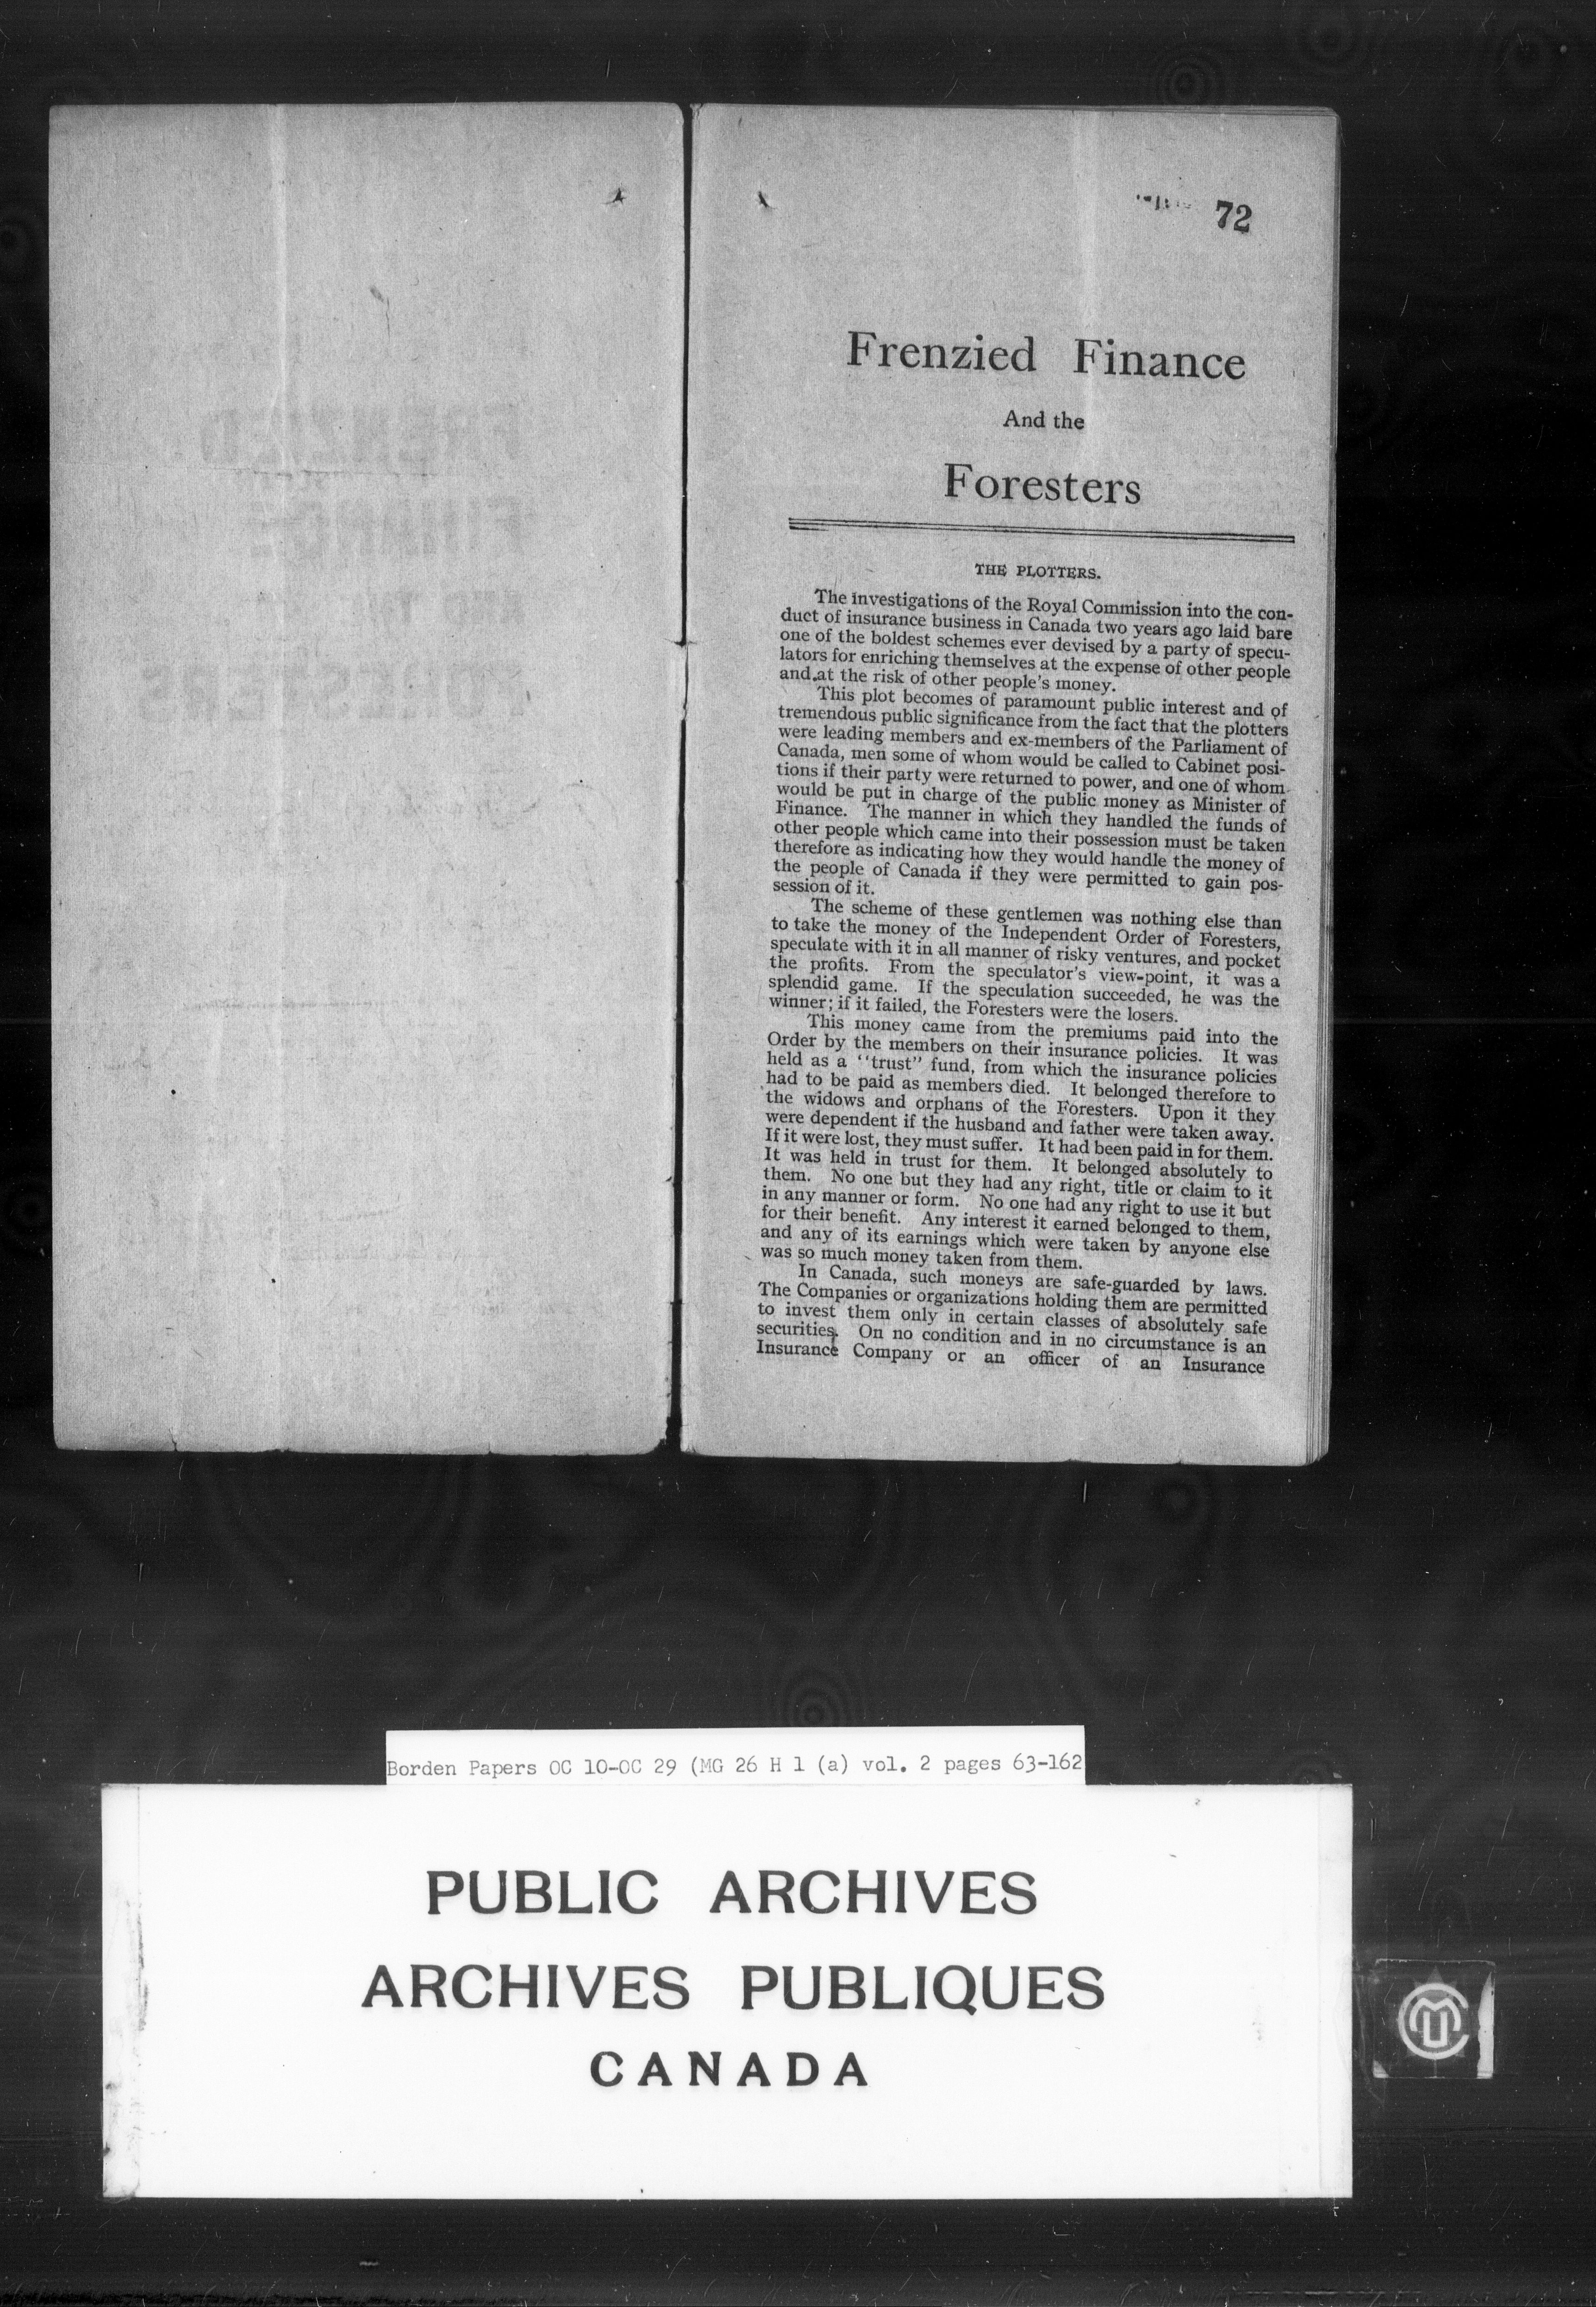 72
Frenzied Finance
And the
Foresters
THE PLOTTERS.
The investigations of the Royal Commission into the con-
duct of insurance business in Canada two years ago laid bare
one of the boldest schemes ever devised by a party of specu-
lators for enriching themselves at the expense of other people
and at the risk of other people's money.
This plot becomes of paramount public interest and of
tremendous public significance from the fact that the plotters
were leading members and ex-members of the Parliament of
Canada, men some of whom would be called to Cabinet posi-
tions if their party were returned to power, and one of whom
would be put in charge of the public money as Minister of
Finance. The manner in which they handled the funds of
other people which came into their possession must be taken
therefore as indicating how they would handle the money of
the people of Canada if they were permitted to gain pos-
session of it.
The scheme of these gentlemen was nothing else than
to take the money of the Independent Order of Foresters,
speculate with it in all manner of risky ventures, and pocket
the profits. From the speculator's view-point, it was a
splendid game. If the speculation succeeded, he was the
winner; if it failed, the Foresters were the losers.
This money came from the premiums paid into the
Order by the members on their insurance policies. It was
held as a "trust" fund, from which the insurance policies
had to be paid as members died. It belonged therefore to
the widows and orphans of the Foresters. Upon it they
were dependent if the husband and father were taken away.
If it were lost, they must suffer. It had been paid in for them.
It was held in trust for them. It belonged absolutely to
them. No one but they had any right, title or claim to it
in any manner or form. No one had any right to use it but
for their benefit. Any interest it earned belonged to them,
and any of its earnings which were taken by anyone else
was so much money taken from them.
In Canada, such moneys are safe-guarded by laws.
The Companies or organizations holding them are permitted
to invest them only in certain classes of absolutely safe
securities. On no condition and in no circumstance is an
Insurance Company or an officer of an Insurance
Borden Papers OC 10-OC 29 (MG 26 H 1 (a) vol. 2 pages 63-162
PUBLIC ARCHIVES
ARCHIVES PUBLIQUES
CANADA